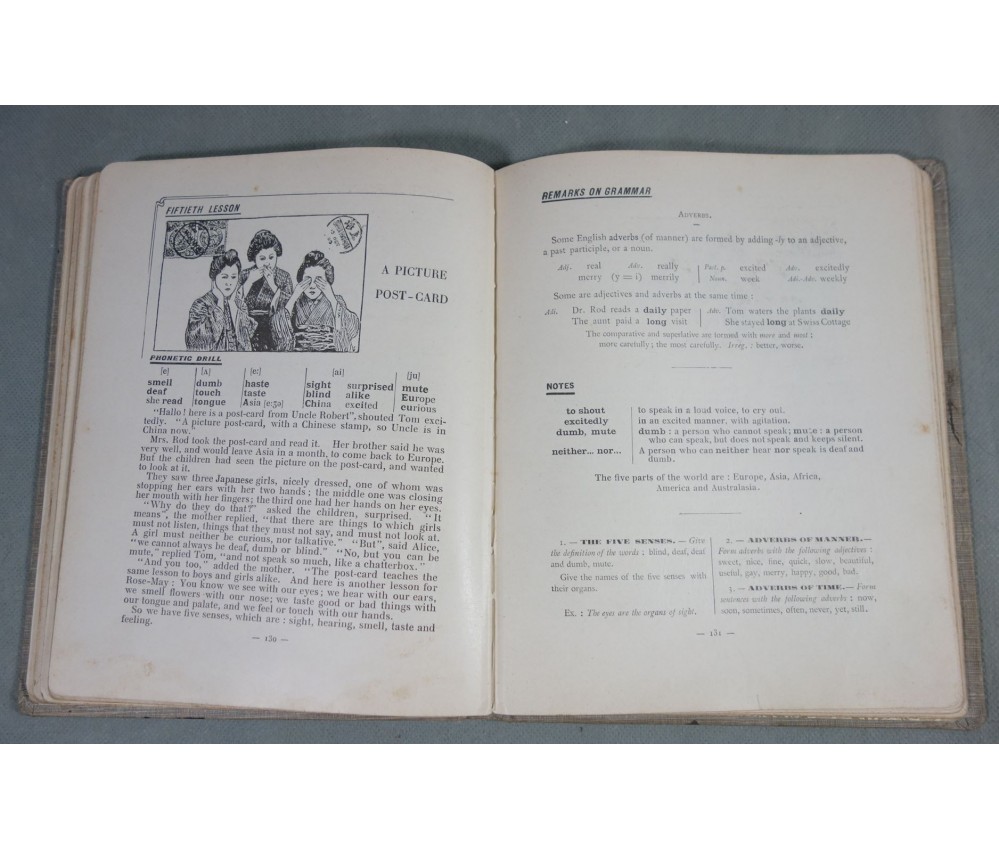 FIFTIETH LESSON
A PICTURE
POST-CARD
PHONETIC DRILL
[e] [ʌ] [e:] [ai] [ju]
smell dumb haste sight surprised mute
deaf touch taste blind alike Europe
she read tongue Asia (e:ʒə) China excited curious
"Hallo! here is a post-card from Uncle Robert", shouted Tom exci-
tedly. "A picture post-card, with a Chinese stamp, so Uncle is in
China now."
Mrs. Rod took the post-card and read it. Her brother said he was
very well, and would leave Asia in a month, to come back to Europe.
But the children had seen the picture on the post-card, and wanted
to look at it.
They saw three Japanese girls, nicely dressed, one of whom was
stopping her ears with her two hands; the middle one was closing
her mouth with her fingers; the third one had her hands on her eyes.
"Why do they do that?" asked the children, surprised. "It
means", the mother replied, "that there are things to which girls
must not listen, things that they must not say, and must not look at.
A girl must neither be curious, nor talkative." "But", said Alice,
"we cannot always be deaf, dumb or blind." "No, but you can be
mute," replied Tom, "and not speak so much, like a chatterbox."
"And you too," added the mother. "The post-card teaches the
same lesson to boys and girls alike. And here is another lesson for
Rose-May: You know we see with our eyes; we hear with our ears,
we smell flowers with our nose; we taste good or bad things with
our tongue and palate, and we feel or touch with our hands.
So we have five senses, which are: sight, hearing, smell, taste and
feeling.
— 130 —
REMARKS ON GRAMMAR
ADVERBS.
Some English adverbs (of manner) are formed by adding -ly to an adjective,
a past participle, or a noun.
Adj. real Adv. really Past. p. excited Adv. excitedly
merry (y = i) merrily Noun. week Adv.-Adv. weekly
Some are adjectives and adverbs at the same time :
Adj. Dr. Rod reads a daily paper Adv. Tom waters the plants daily
The aunt paid a long visit She stayed long at Swiss Cottage
The comparative and superlative are formed with more and most;
more carefully; the most carefully. Irreg. : better, worse.
NOTES
to shout to speak in a loud voice, to cry out.
excitedly in an excited manner, with agitation.
dumb, mute dumb : a person who cannot speak; mute : a person
who can speak, but does not speak and keeps silent.
neither... nor... A person who can neither hear nor speak is deaf and
dumb.
The five parts of the world are : Europe, Asia, Africa,
America and Australasia.
1. — THE FIVE SENSES. — Give
the definition of the words : blind, deaf, deaf
and dumb, mute.
Give the names of the five senses with
their organs.
Ex. : The eyes are the organs of sight.
2. — ADVERBS OF MANNER.—
Form adverbs with the following adjectives :
sweet, nice, fine, quick, slow, beautiful,
useful, gay, merry, happy, good, bad.
3. — ADVERBS OF TIME.— Form
sentences with the following adverbs : now,
soon, sometimes, often, never, yet, still.
— 131 —